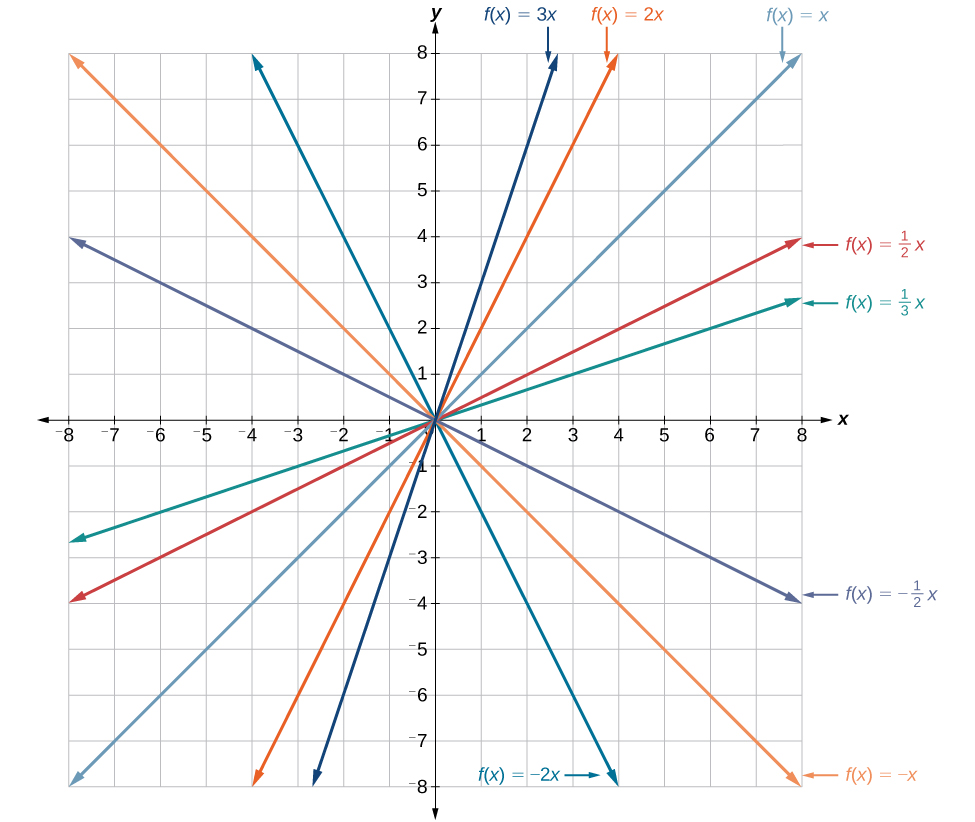 y
f(x) = 3x
f(x) = 2x
f(x) = x
8
7
6
5
4
3
2
1
f(x) = 1/2 x
f(x) = 1/3 x
x
−8 −7 −6 −5 −4 −3 −2 −1 1 2 3 4 5 6 7 8
−1
−2
−3
−4
−5
−6
−7
−8
f(x) = −1/2 x
f(x) = −2x
f(x) = −x